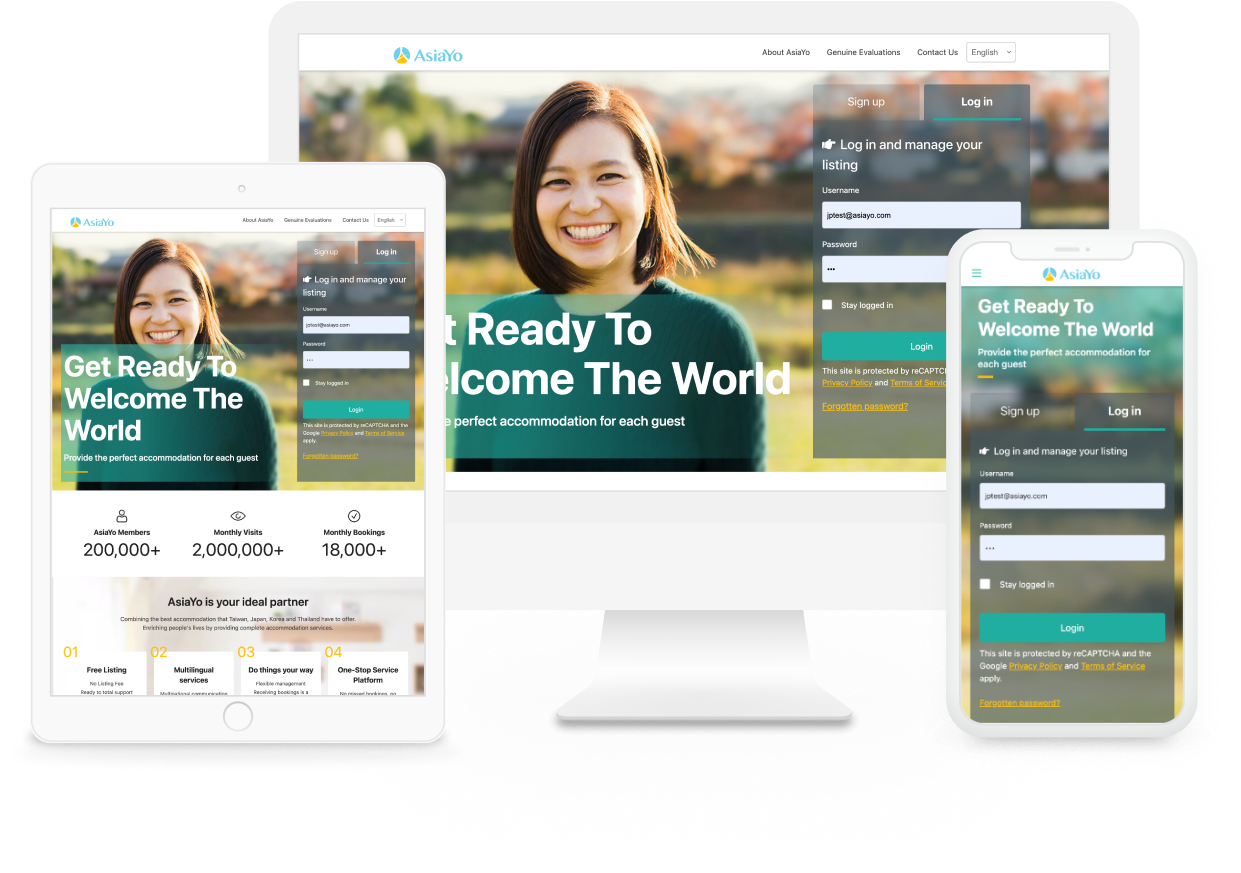 AsiaYo
About AsiaYo Genuine Evaluations Contact Us English
Sign up Log in
Log in and manage your
listing
Username
jptest@asiayo.com
Password
•••
Stay logged in
Login
This site is protected by
Privacy Policy and Terms of
Forgotten password?
Ready To
The World
perfect accommodation for each guest
AsiaYo
About AsiaYo Genuine Evaluations Contact Us English
Sign up Log in
Log in and manage your
listing
Username
jptest@asiayo.com
Password
•••
Stay logged in
Login
This site is protected by reCAPTCHA and the
Google Privacy Policy and Terms of Service
apply.
Forgotten password?
Get Ready To
Welcome The
World
Provide the perfect accommodation for each guest
AsiaYo Members Monthly Visits Monthly Bookings
200,000+ 2,000,000+ 18,000+
AsiaYo is your ideal partner
Combining the best accommodation that Taiwan, Japan, Korea and Thailand have to offer.
Enriching people's lives by providing complete accommodation services.
01 02 03 04
Free Listing
No Listing Fee
Ready to total support
Multilingual
services
Multinational communication
Do things your way
Flexible management
Receiving bookings is a
One-Stop Service
Platform
No missed bookings, no
AsiaYo
Get Ready To
Welcome The World
Provide the perfect accommodation for
each guest
Sign up Log in
Log in and manage your listing
Username
jptest@asiayo.com
Password
•••
Stay logged in
Login
This site is protected by reCAPTCHA and the
Google Privacy Policy and Terms of Service
apply.
Forgotten password?